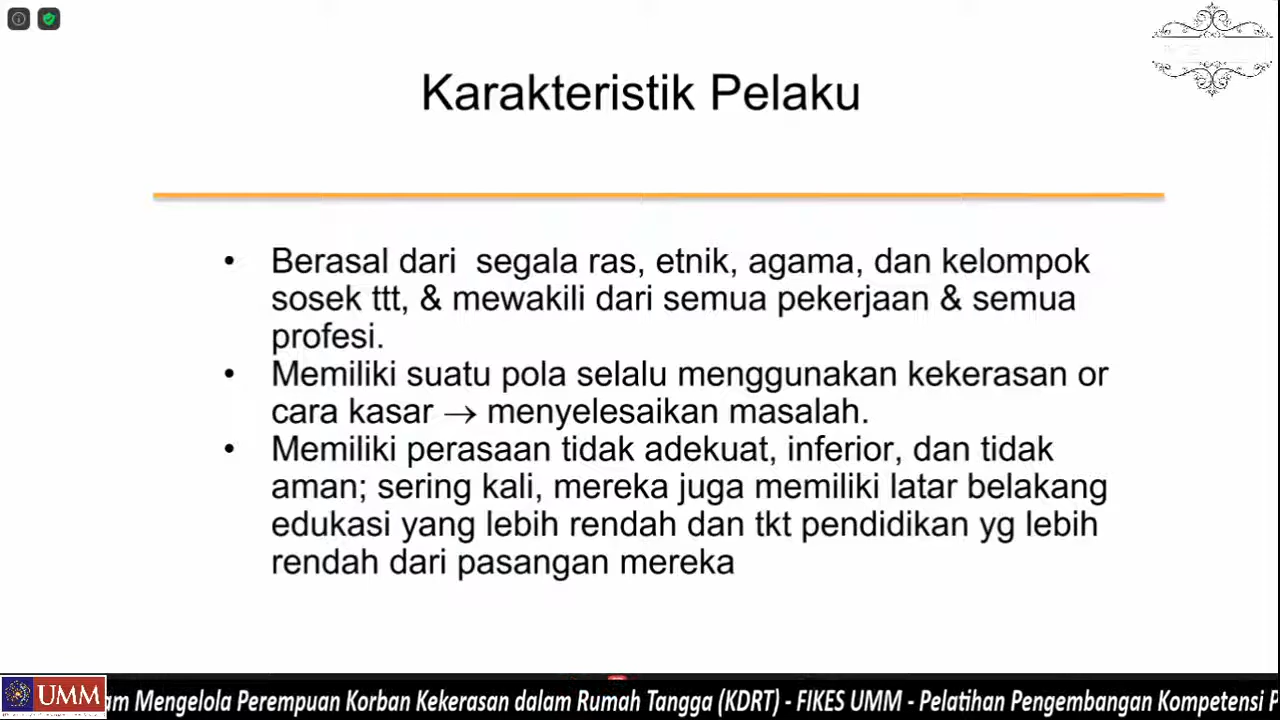 Karakteristik Pelaku
• Berasal dari segala ras, etnik, agama, dan kelompok
sosek ttt, & mewakili dari semua pekerjaan & semua
profesi.
• Memiliki suatu pola selalu menggunakan kekerasan or
cara kasar → menyelesaikan masalah.
• Memiliki perasaan tidak adekuat, inferior, dan tidak
aman; sering kali, mereka juga memiliki latar belakang
edukasi yang lebih rendah dan tkt pendidikan yg lebih
rendah dari pasangan mereka
UMM
am Mengelola Perempuan Korban Kekerasan dalam Rumah Tangga (KDRT) - FIKES UMM - Pelatihan Pengembangan Kompetensi P